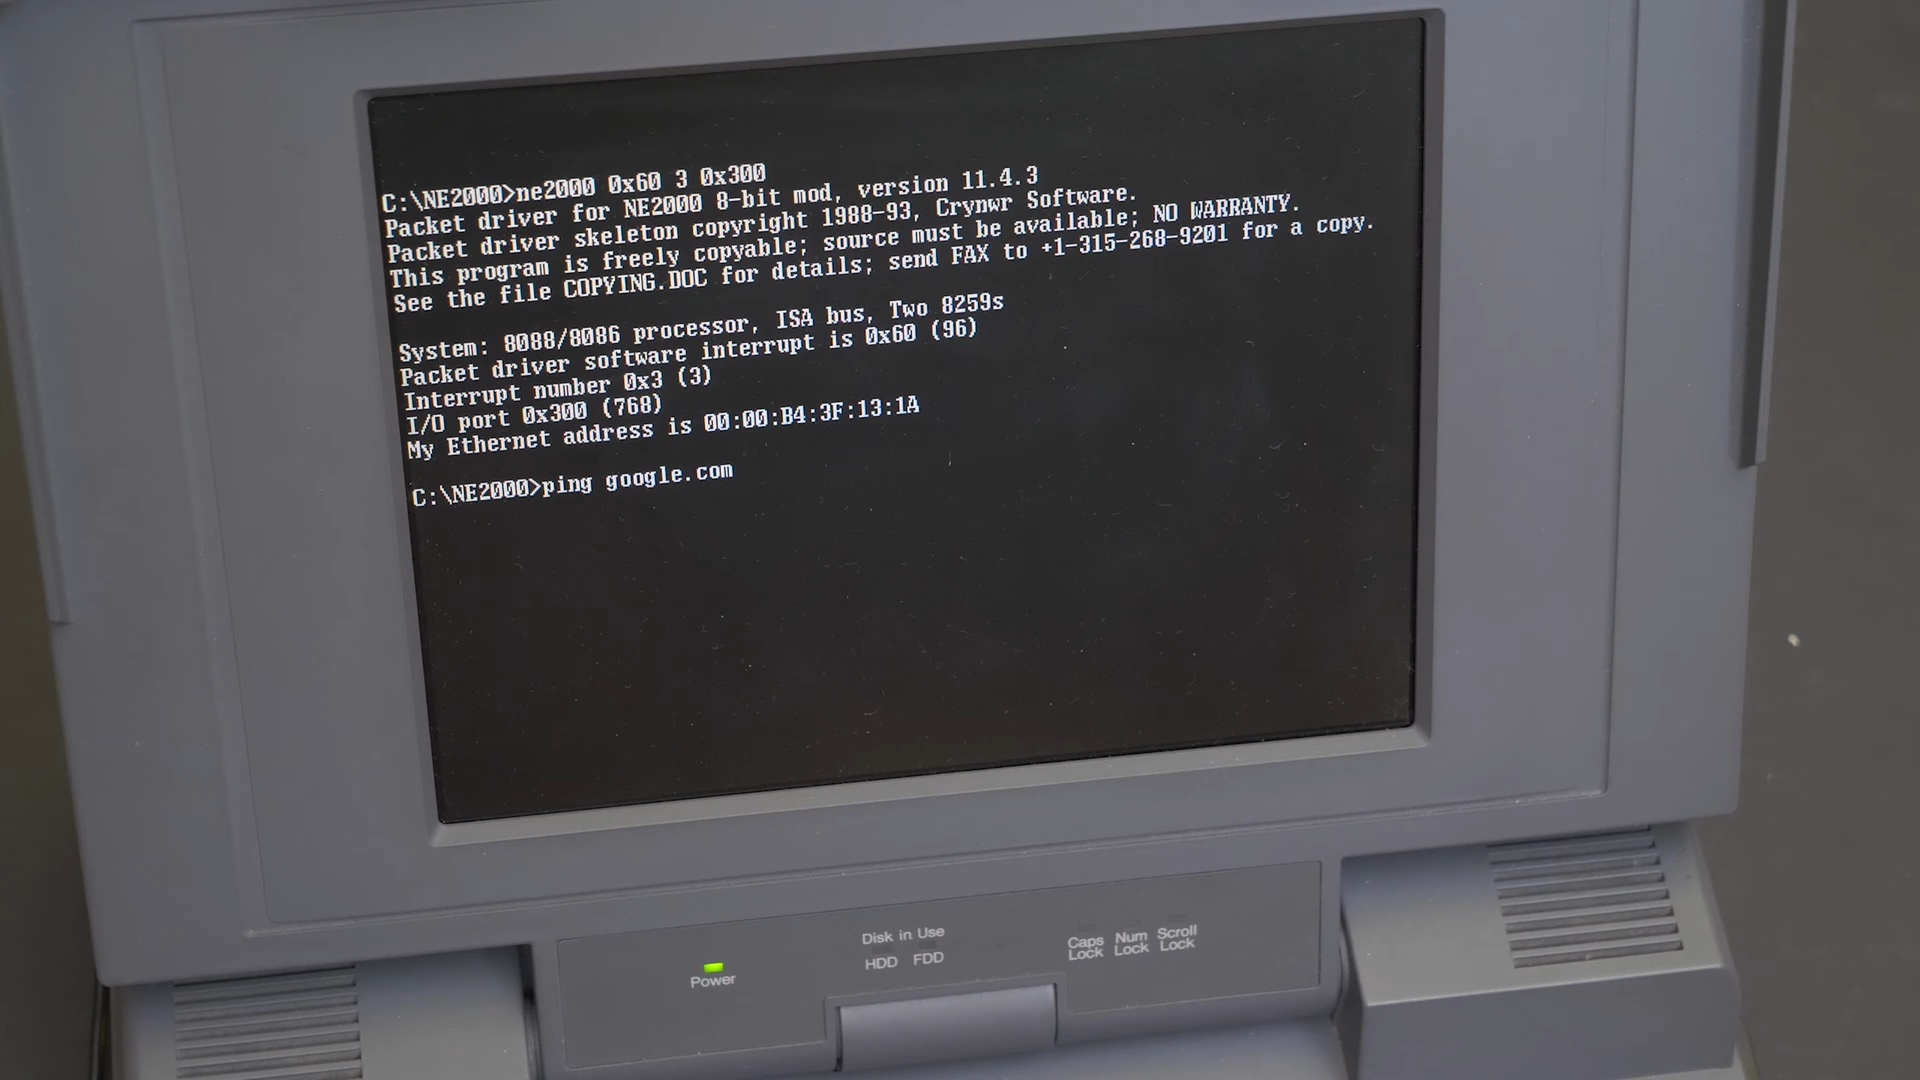 C:\NE2000>ne2000 0x60 3 0x300
Packet driver for NE2000 8-bit mod, version 11.4.3
Packet driver skeleton copyright 1988-93, Crynwr Software.
This program is freely copyable; source must be available; NO WARRANTY.
See the file COPYING.DOC for details; send FAX to +1-315-268-9201 for a copy.
System: 8088/8086 processor, ISA bus, Two 8259s
Packet driver software interrupt is 0x60 (96)
Interrupt number 0x3 (3)
I/O port 0x300 (768)
My Ethernet address is 00:00:B4:3F:13:1A
C:\NE2000>ping google.com
Power
Disk in Use
HDD FDD
Caps Lock
Num Lock
Scroll Lock